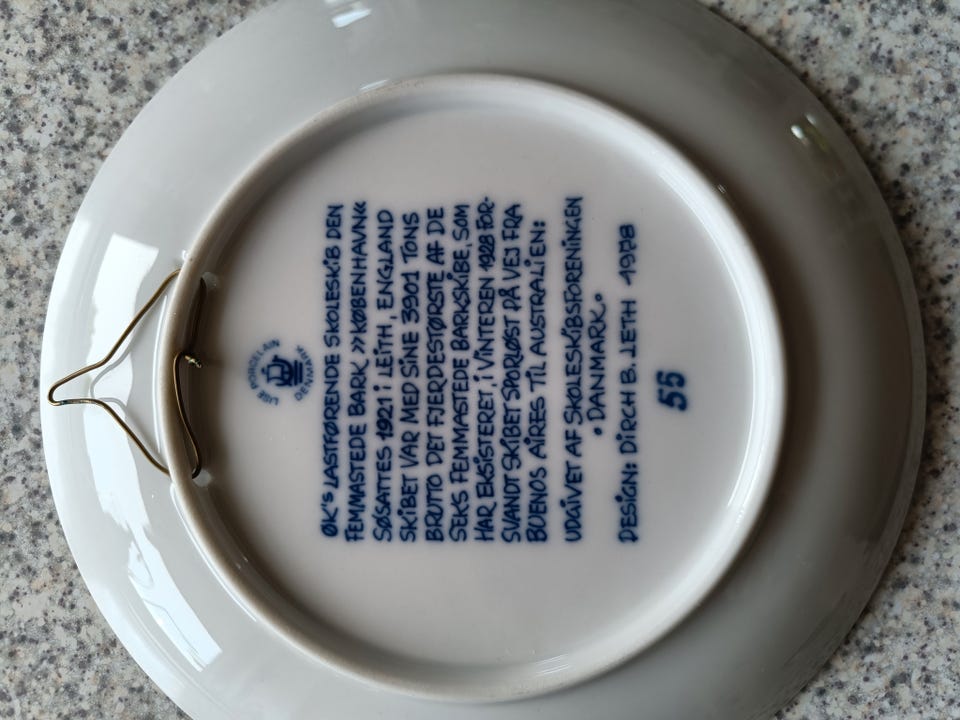 LISE PORCELAIN
DENMARK
ØK's LASTFØRENDE SKOLESKIB DEN
FEMMASTEDE BARK »KØBENHAVN«
SØSATTES 1921 I LEITH, ENGLAND
SKIBET VAR MED SINE 3901 TONS
BRUTTO DET FJERDESTØRSTE AF DE
SEKS FEMMASTEDE BARKSKIBE, SOM
HAR EKSISTERET, I VINTEREN 1928 FOR-
SVANDT SKIBET SPORLØST PÅ VEJ FRA
BUENOS AIRES TIL AUSTRALIEN:
UDGIVET AF SKOLESKIBSFORENINGEN
• DANMARK •
DESIGN: DIRCH B. LETH 1978
55